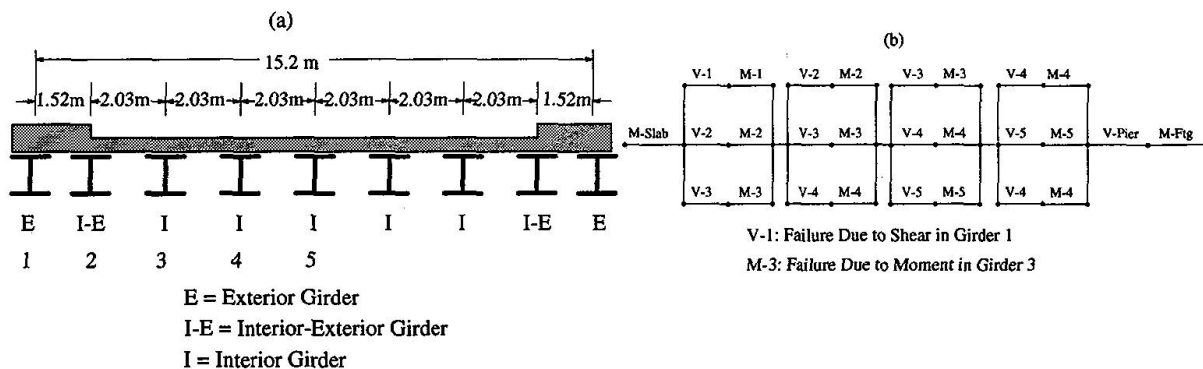 (a)
15.2 m
1.52m 2.03m 2.03m 2.03m 2.03m 2.03m 2.03m 1.52m
E I-E I I I I I I-E E
1 2 3 4 5
E = Exterior Girder
I-E = Interior-Exterior Girder
I = Interior Girder
(b)
V-1 M-1 V-2 M-2 V-3 M-3 V-4 M-4
M-Slab V-2 M-2 V-3 M-3 V-4 M-4 V-5 M-5 V-Pier M-Ftg
V-3 M-3 V-4 M-4 V-5 M-5 V-4 M-4
V-1: Failure Due to Shear in Girder 1
M-3: Failure Due to Moment in Girder 3